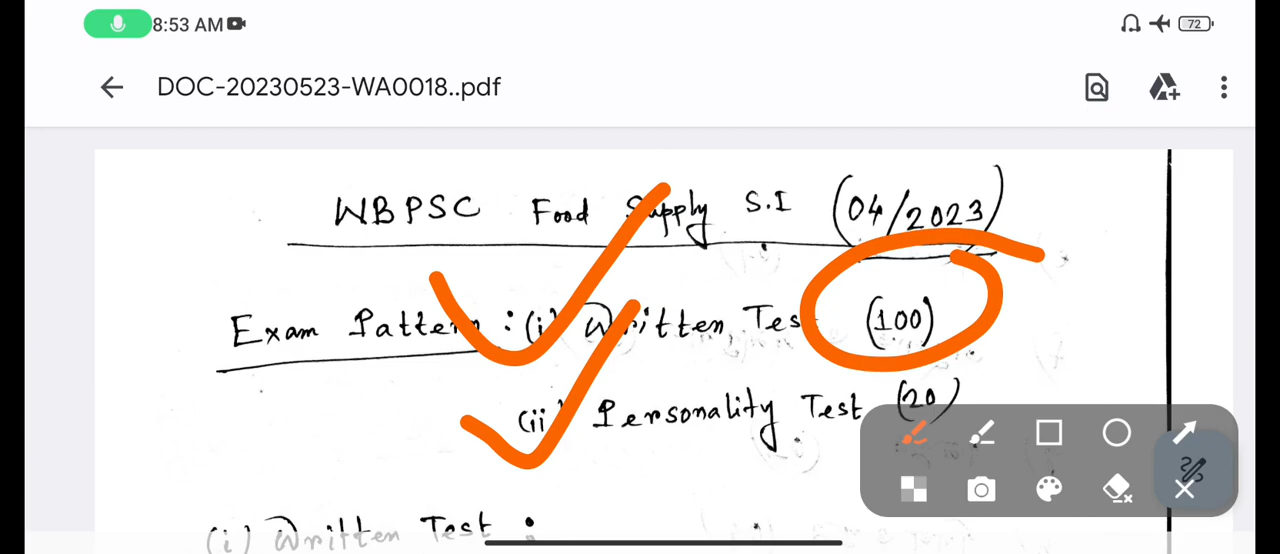 8:53 AM
72
DOC-20230523-WA0018..pdf
WBPSC Food Supply S.I (04/2023)
Exam Pattern : (i) Written Test (100)
(ii) Personality Test (20)
(i) Written Test :